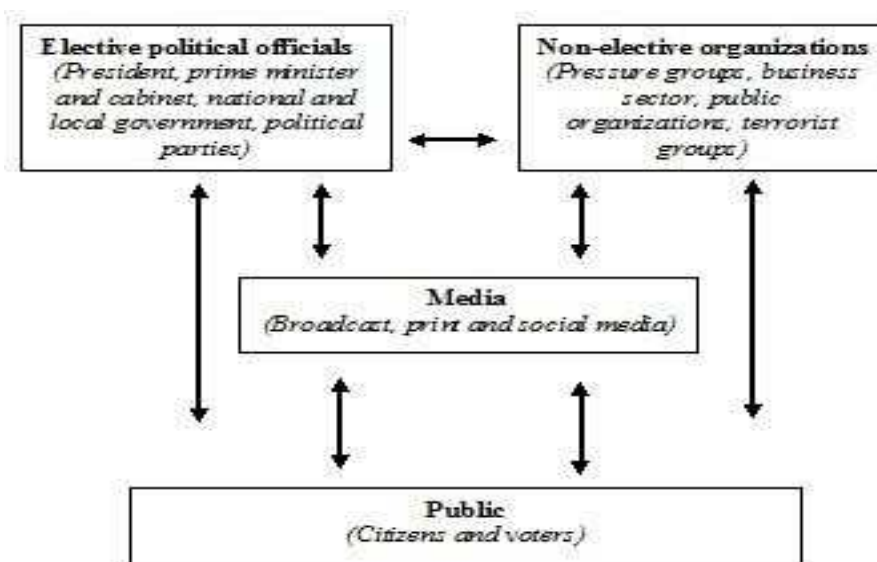 Elective political officials
(President, prime minister
and cabinet, national and
local government, political
parties)
Non-elective organizations
(Pressure groups, business
sector, public
organizations, terrorist
groups)
Media
(Broadcast, print and social media)
Public
(Citizens and voters)